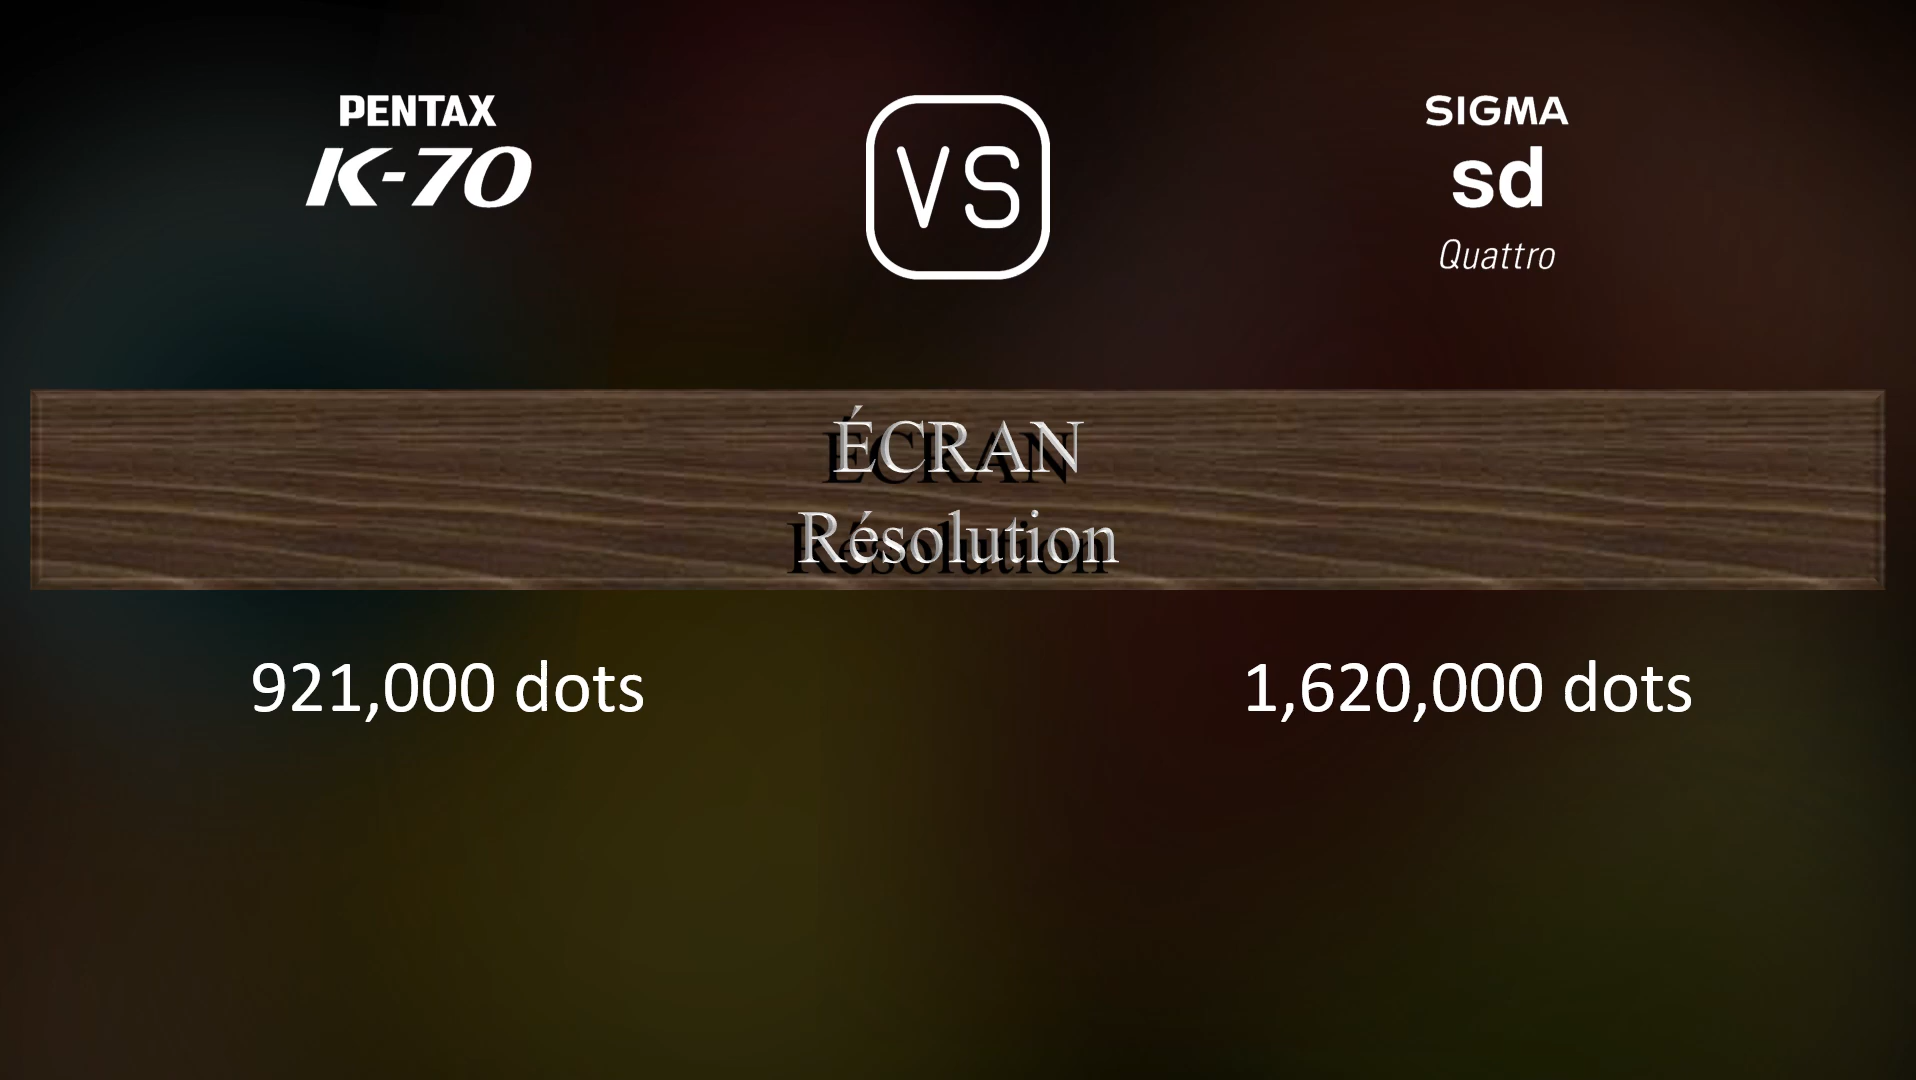 PENTAX
K-70
VS
SIGMA
sd
Quattro
ÉCRAN
Résolution
921,000 dots
1,620,000 dots